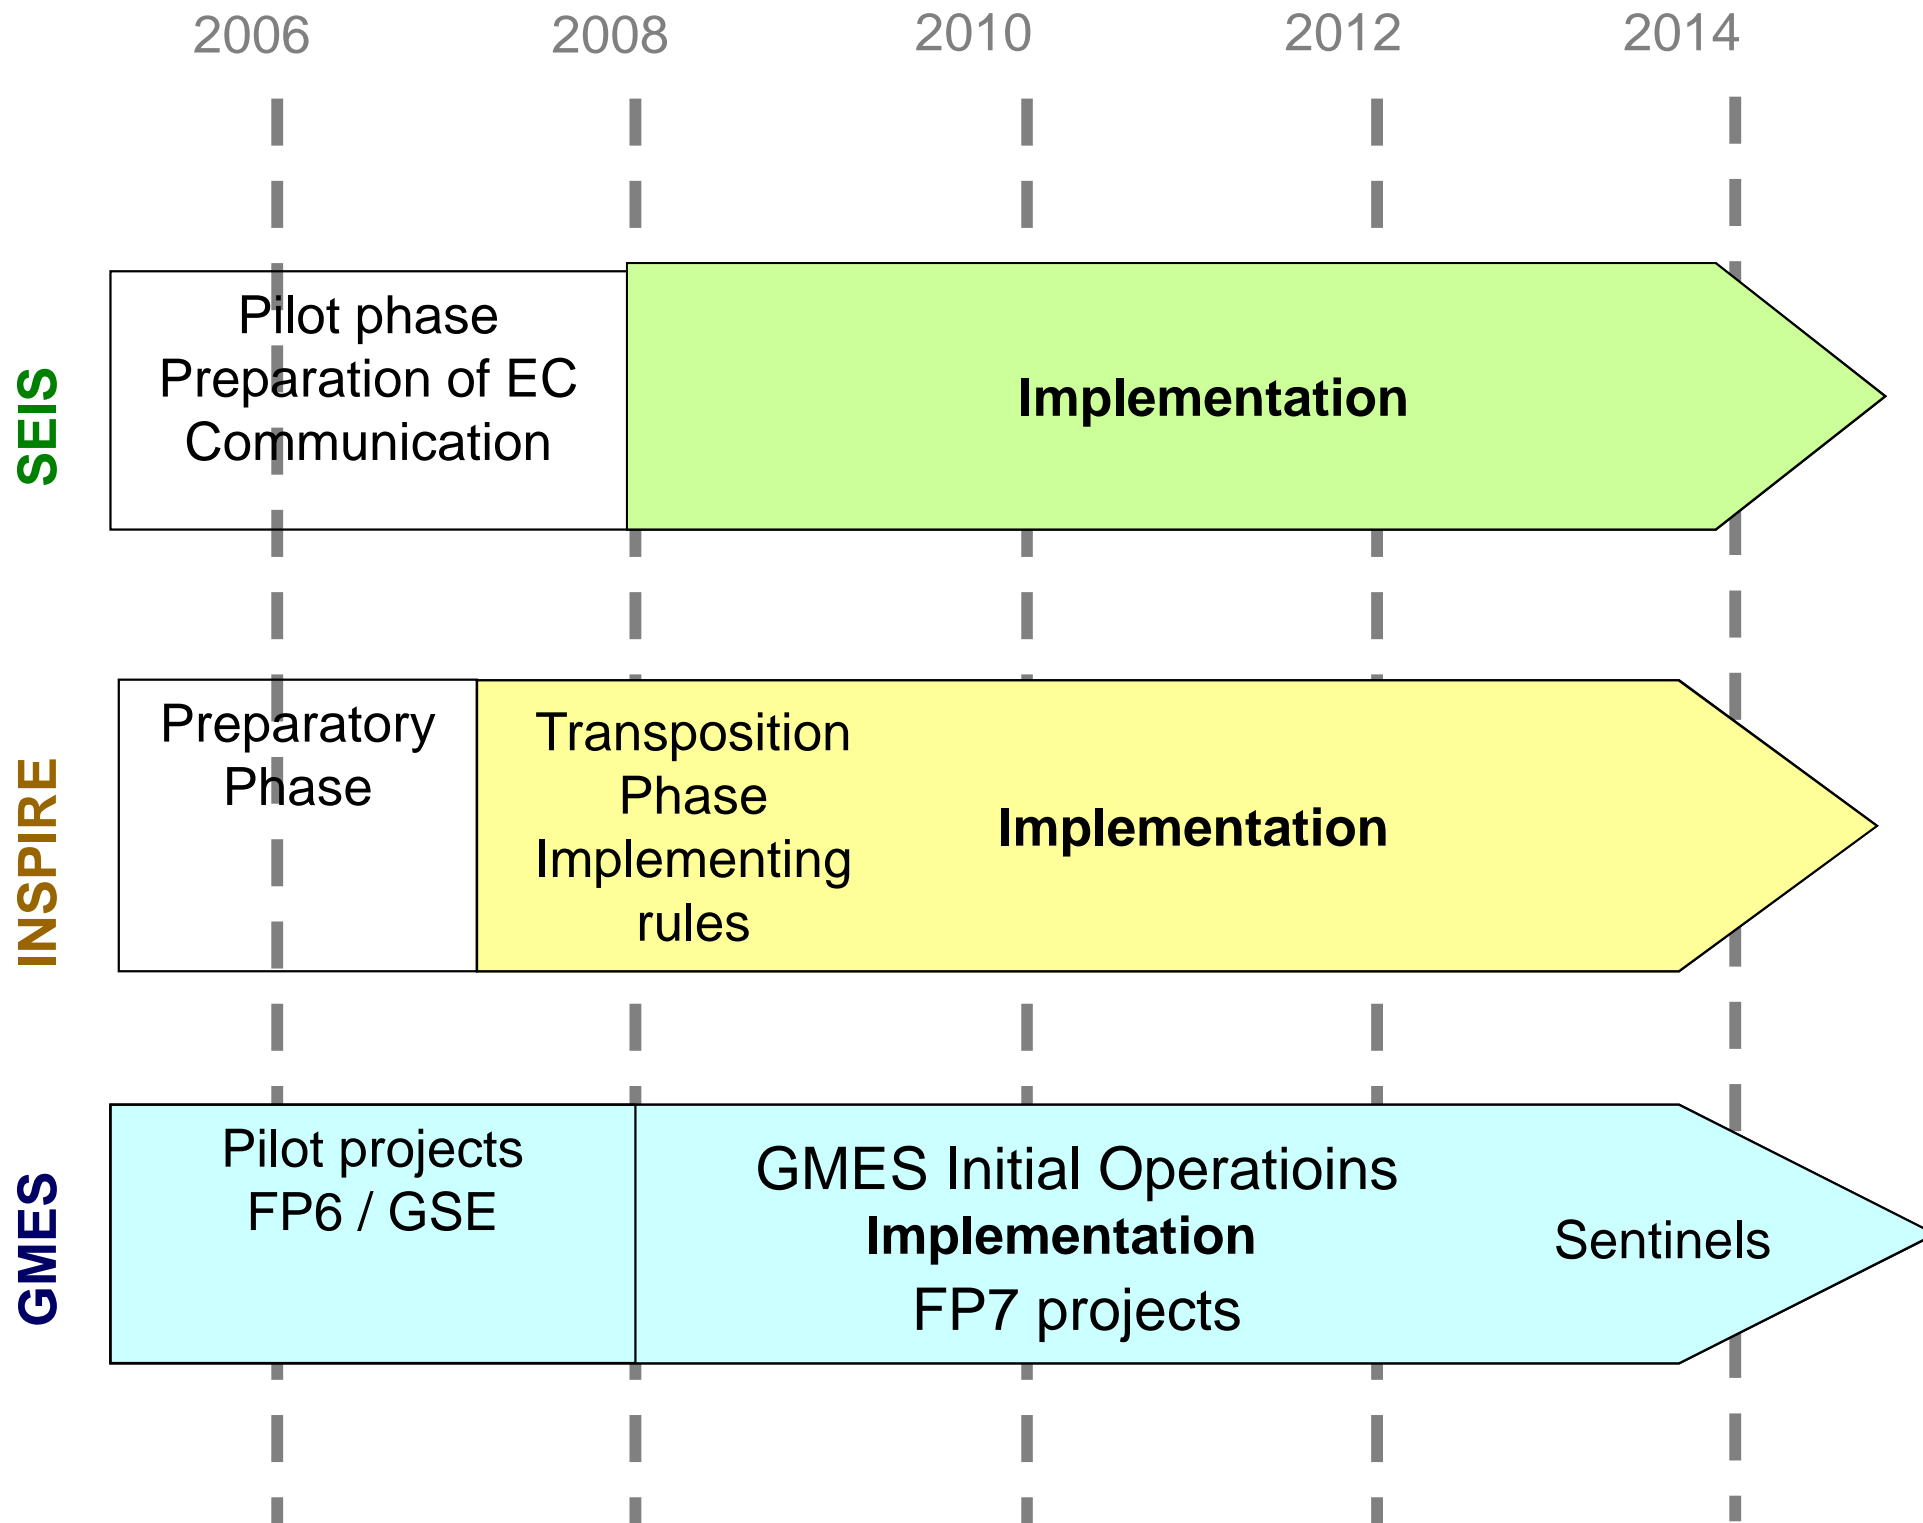 2006 2008 2010 2012 2014
SEIS
Pilot phase
Preparation of EC
Communication
Implementation
INSPIRE
Preparatory
Phase
Transposition
Phase
Implementing
rules
Implementation
GMES
Pilot projects
FP6 / GSE
GMES Initial Operatioins
Implementation
FP7 projects
Sentinels